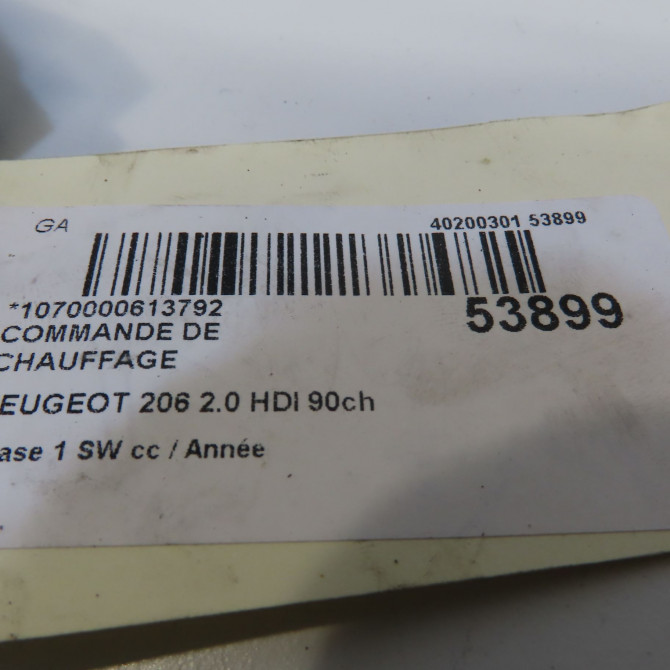 GA 40200301 53899
*1070000613792 53899
COMMANDE DE
CHAUFFAGE
EUGEOT 206 2.0 HDI 90ch
ase 1 SW cc / Année